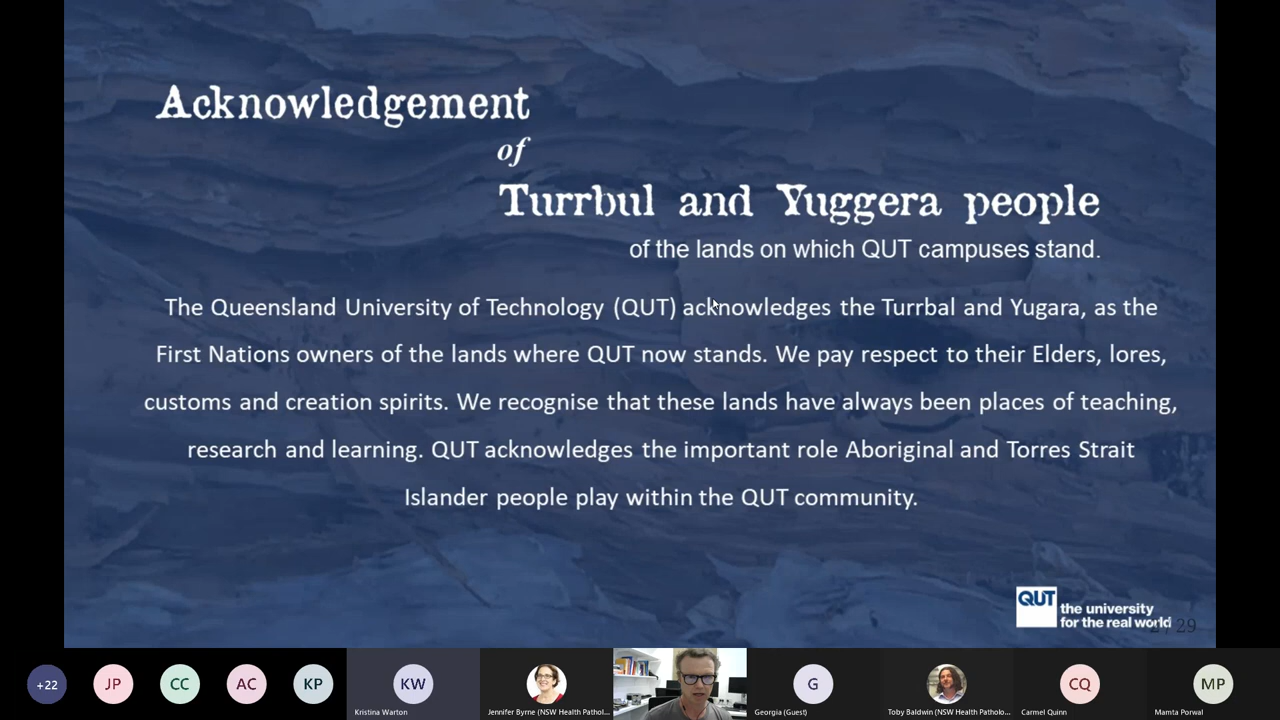 Acknowledgement
of
Turrbul and Yuggera people
of the lands on which QUT campuses stand.
The Queensland University of Technology (QUT) acknowledges the Turrbal and Yugara, as the
First Nations owners of the lands where QUT now stands. We pay respect to their Elders, lores,
customs and creation spirits. We recognise that these lands have always been places of teaching,
research and learning. QUT acknowledges the important role Aboriginal and Torres Strait
Islander people play within the QUT community.
QUT
the university
for the real world
2 / 29
+22
JP
CC
AC
KP
KW
G
CQ
MP
Kristina Warton
Jennifer Byrne (NSW Health Pathol...
Georgia (Guest)
Toby Baldwin (NSW Health Patholo...
Carmel Quinn
Mamta Porwal